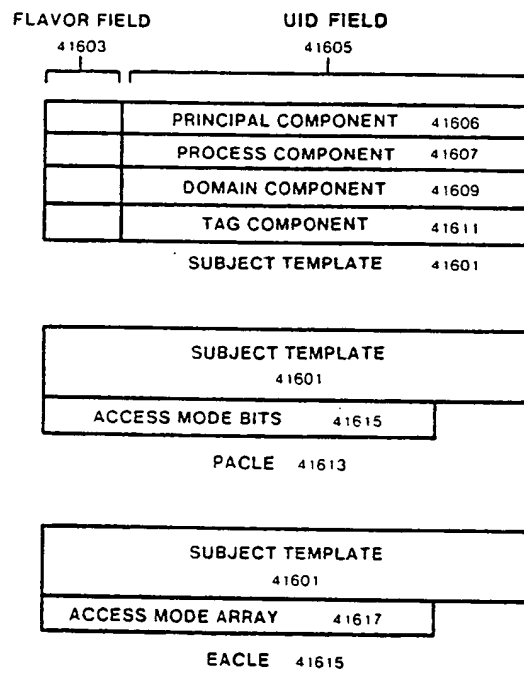 FLAVOR FIELD UID FIELD
41603 41605
PRINCIPAL COMPONENT 41606
PROCESS COMPONENT 41607
DOMAIN COMPONENT 41609
TAG COMPONENT 41611
SUBJECT TEMPLATE 41601
SUBJECT TEMPLATE
41601
ACCESS MODE BITS 41615
PACLE 41613
SUBJECT TEMPLATE
41601
ACCESS MODE ARRAY 41617
EACLE 41615